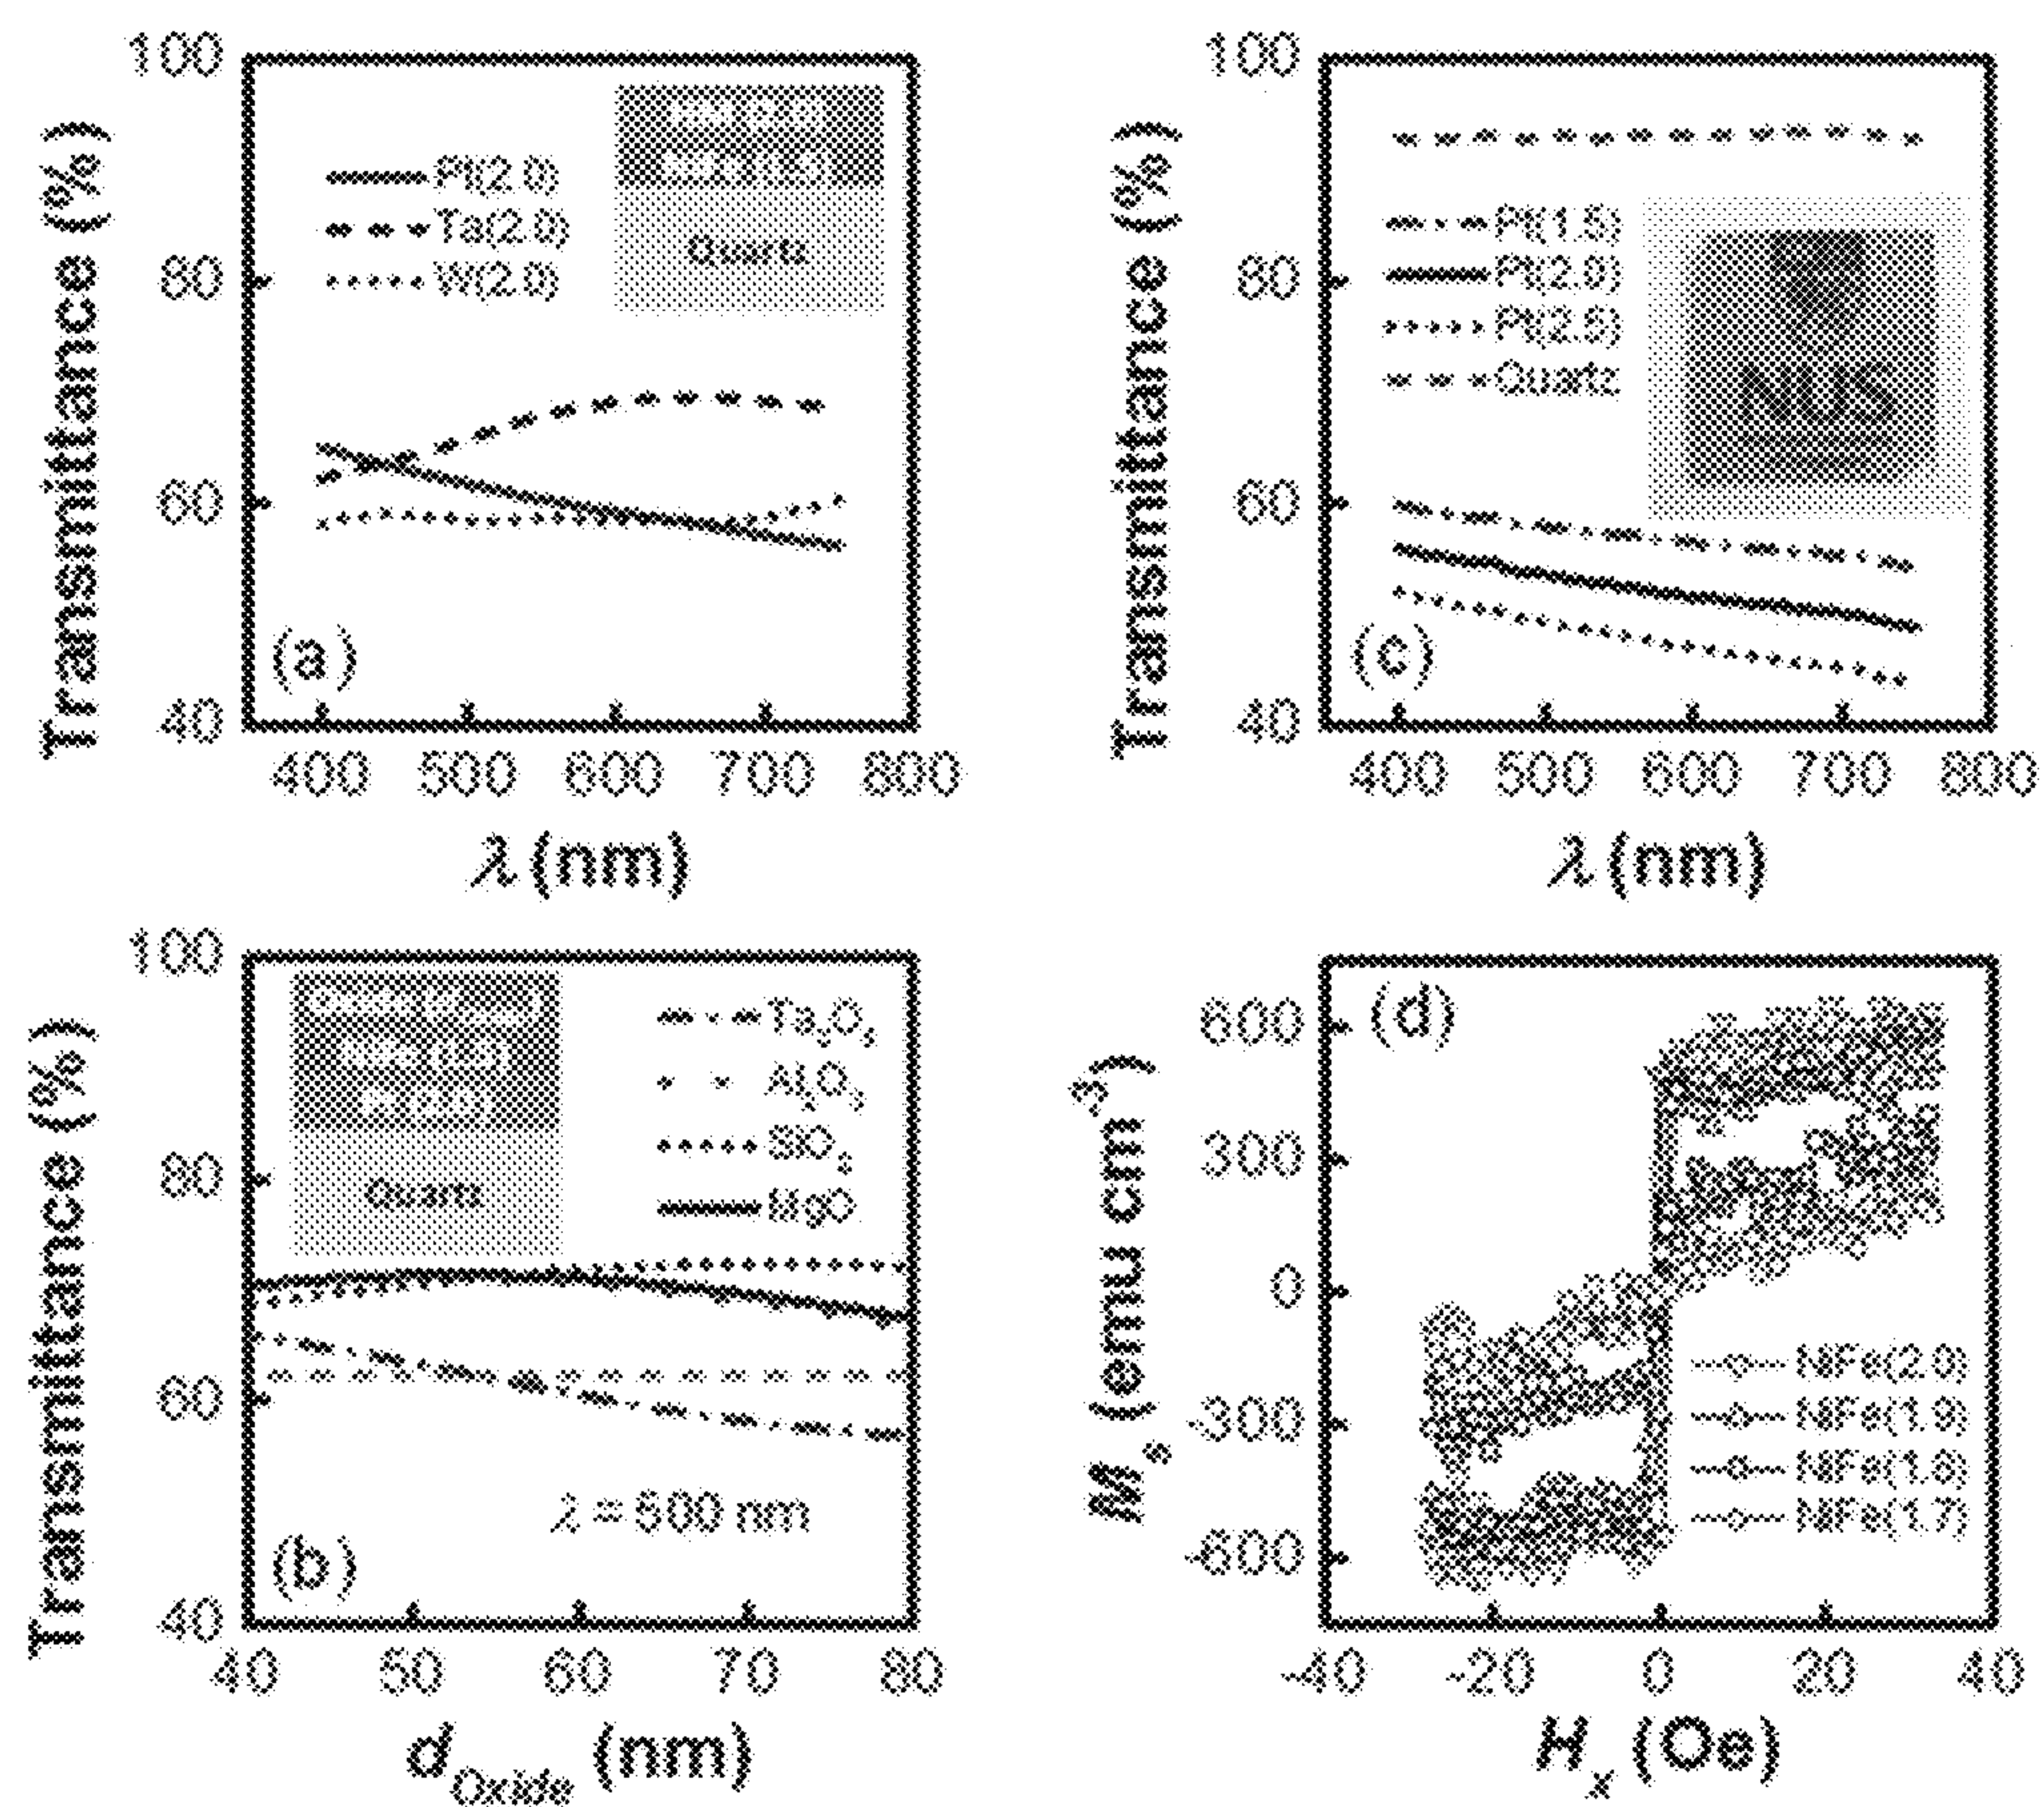 100
80
60
40
Transmittance (%)
Pt(2.0)
Ta(2.0)
W(2.0)
Quartz
(a)
400 500 600 700 800
λ (nm)
100
80
60
40
Transmittance (%)
Pt(1.5)
Pt(2.0)
Pt(2.5)
Quartz
NUS
(c)
400 500 600 700 800
λ (nm)
100
80
60
40
Transmittance (%)
Quartz
Ta₂O₅
Al₂O₃
SiO₂
MgO
λ = 600 nm
(b)
40 50 60 70 80
d Oxide (nm)
600
300
0
-300
-600
Mₛ (emu cm³)
(d)
NiFe(2.0)
NiFe(1.9)
NiFe(1.8)
NiFe(1.7)
-40 -20 0 20 40
Hₓ (Oe)